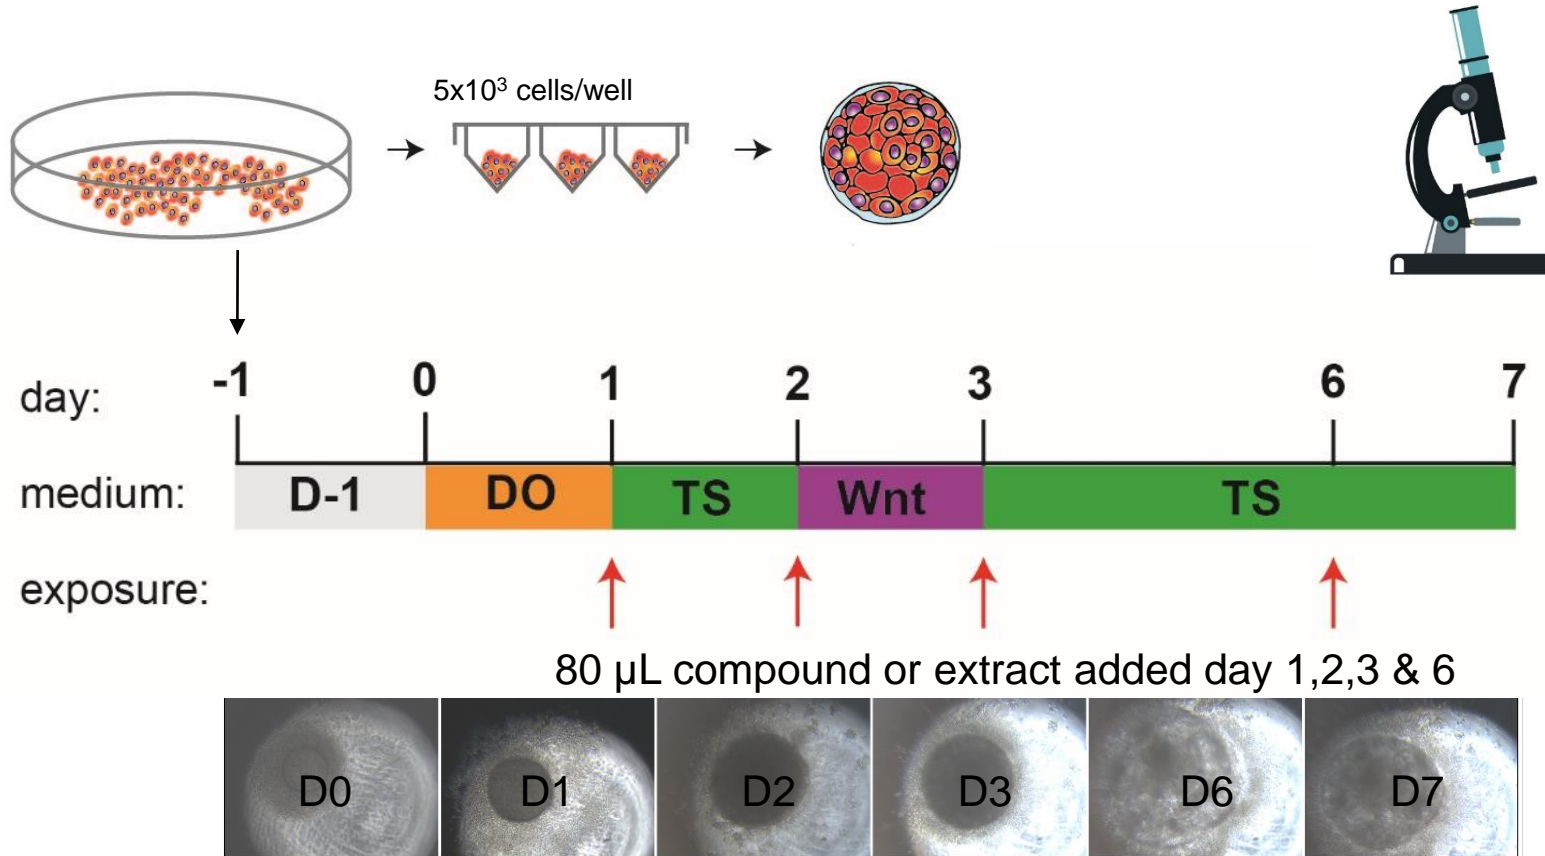 5x10³ cells/well
day: -1 0 1 2 3 6 7
medium: D-1 DO TS Wnt TS
exposure:
80 µL compound or extract added day 1,2,3 & 6
D0 D1 D2 D3 D6 D7